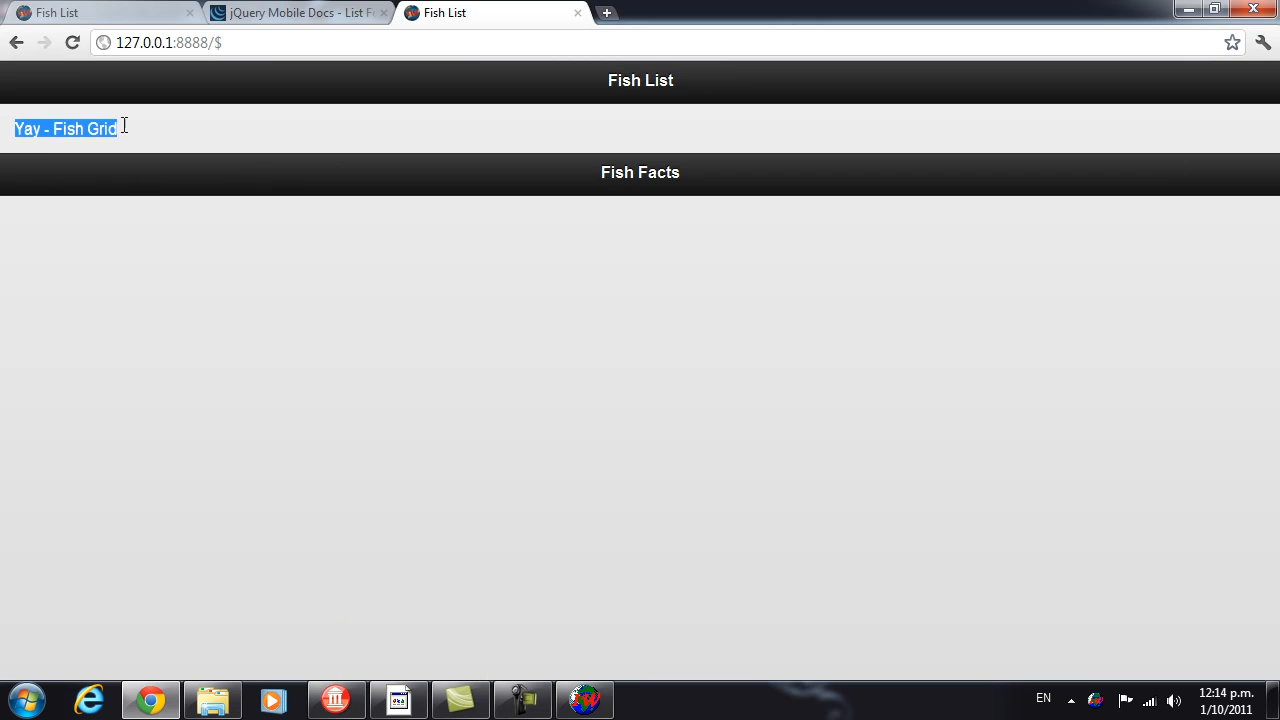 Fish List
jQuery Mobile Docs - List F
Fish List
127.0.0.1:8888/$
Fish List
Yay - Fish Grid
Fish Facts
EN
12:14 p.m.
1/10/2011